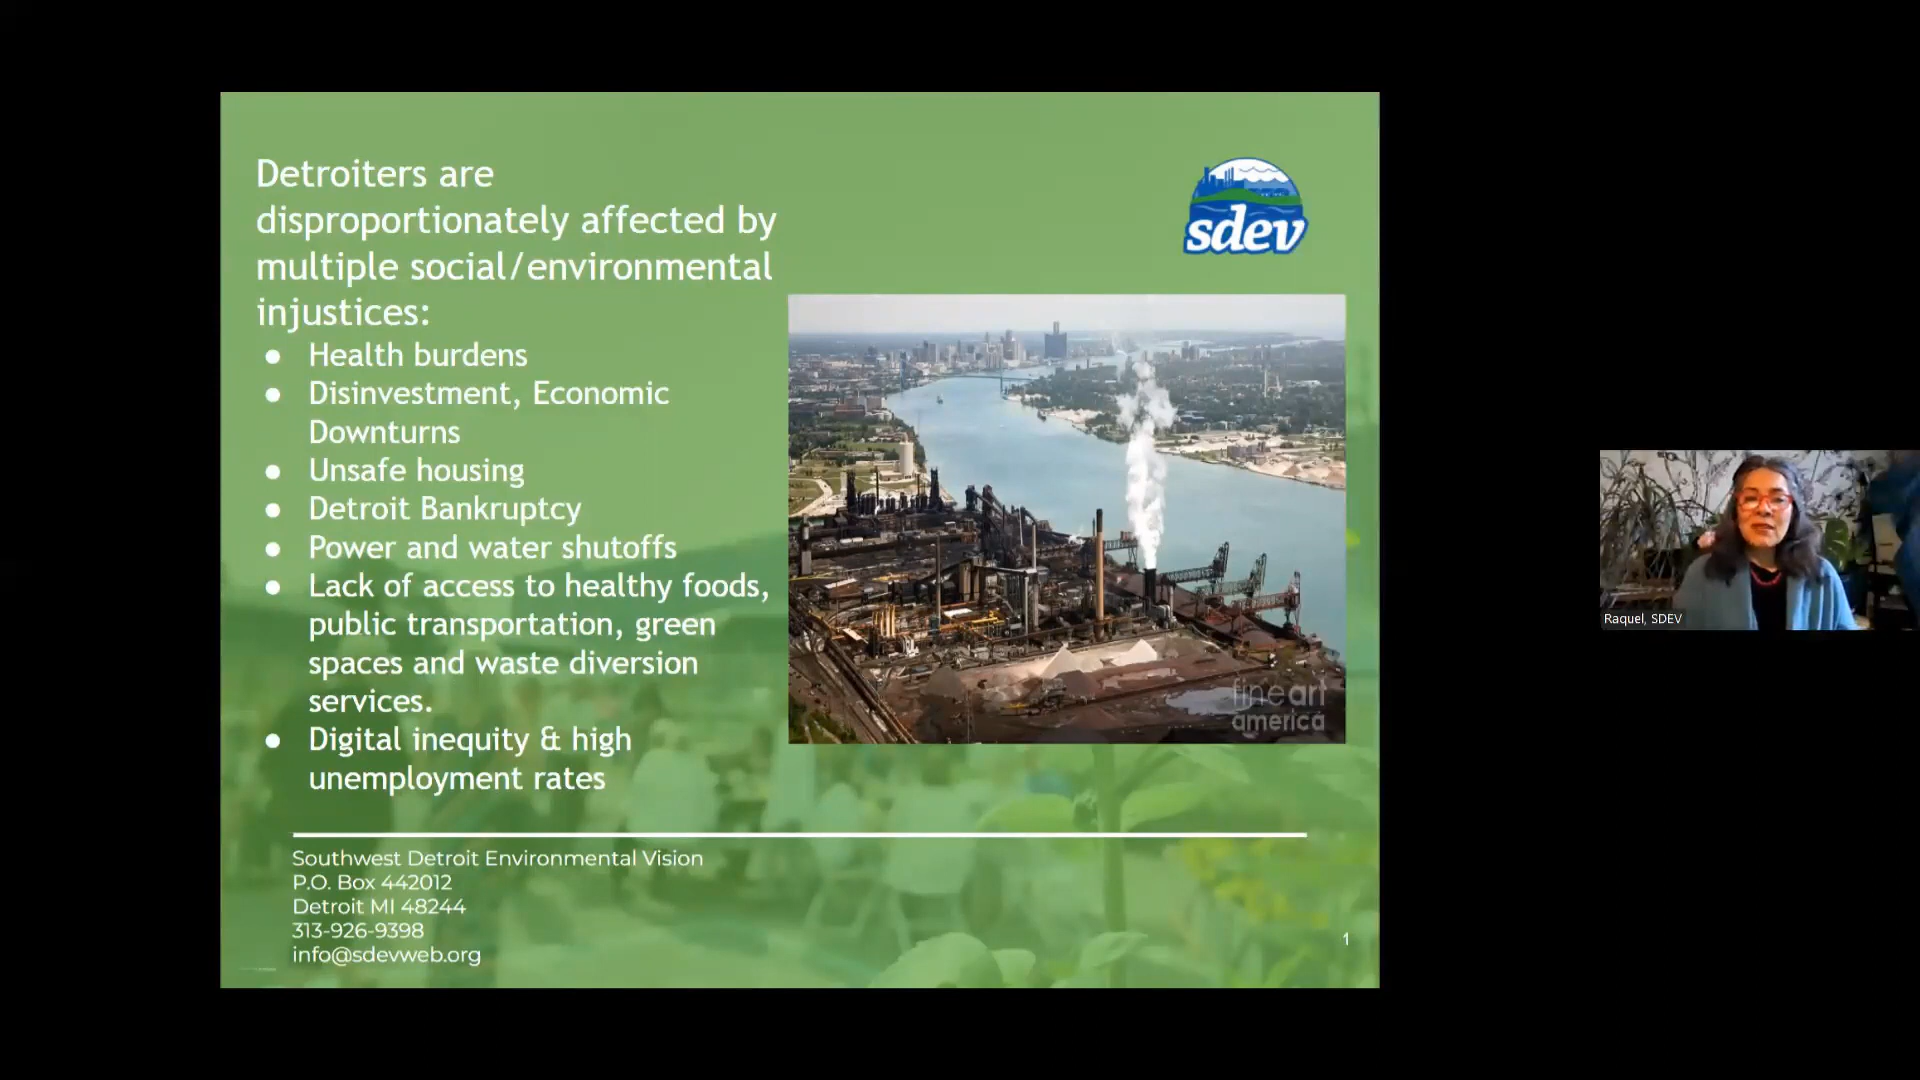 Detroiters are
disproportionately affected by
multiple social/environmental
injustices:
● Health burdens
● Disinvestment, Economic
Downturns
● Unsafe housing
● Detroit Bankruptcy
● Power and water shutoffs
● Lack of access to healthy foods,
public transportation, green
spaces and waste diversion
services.
● Digital inequity & high
unemployment rates
sdev
fine art
america
Raquel, SDEV
Southwest Detroit Environmental Vision
P.O. Box 442012
Detroit MI 48244
313-926-9398
info@sdevweb.org
1